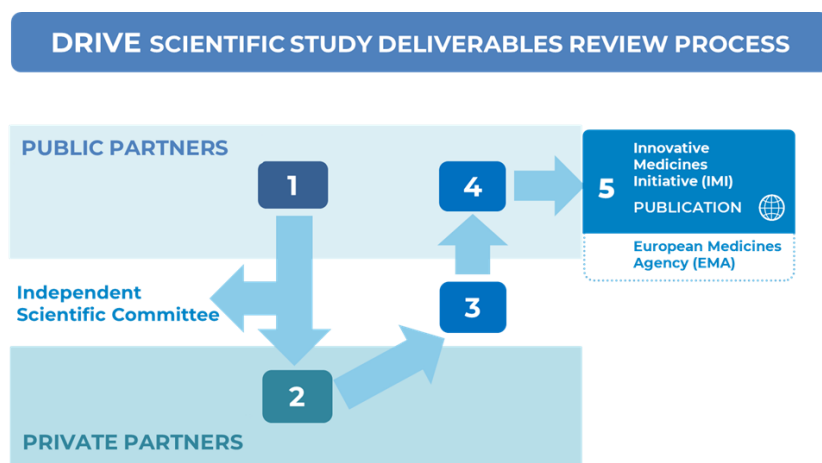 DRIVE SCIENTIFIC STUDY DELIVERABLES REVIEW PROCESS
PUBLIC PARTNERS
1
4
5
Innovative
Medicines
Initiative (IMI)
PUBLICATION
European Medicines
Agency (EMA)
Independent
Scientific Committee
3
2
PRIVATE PARTNERS